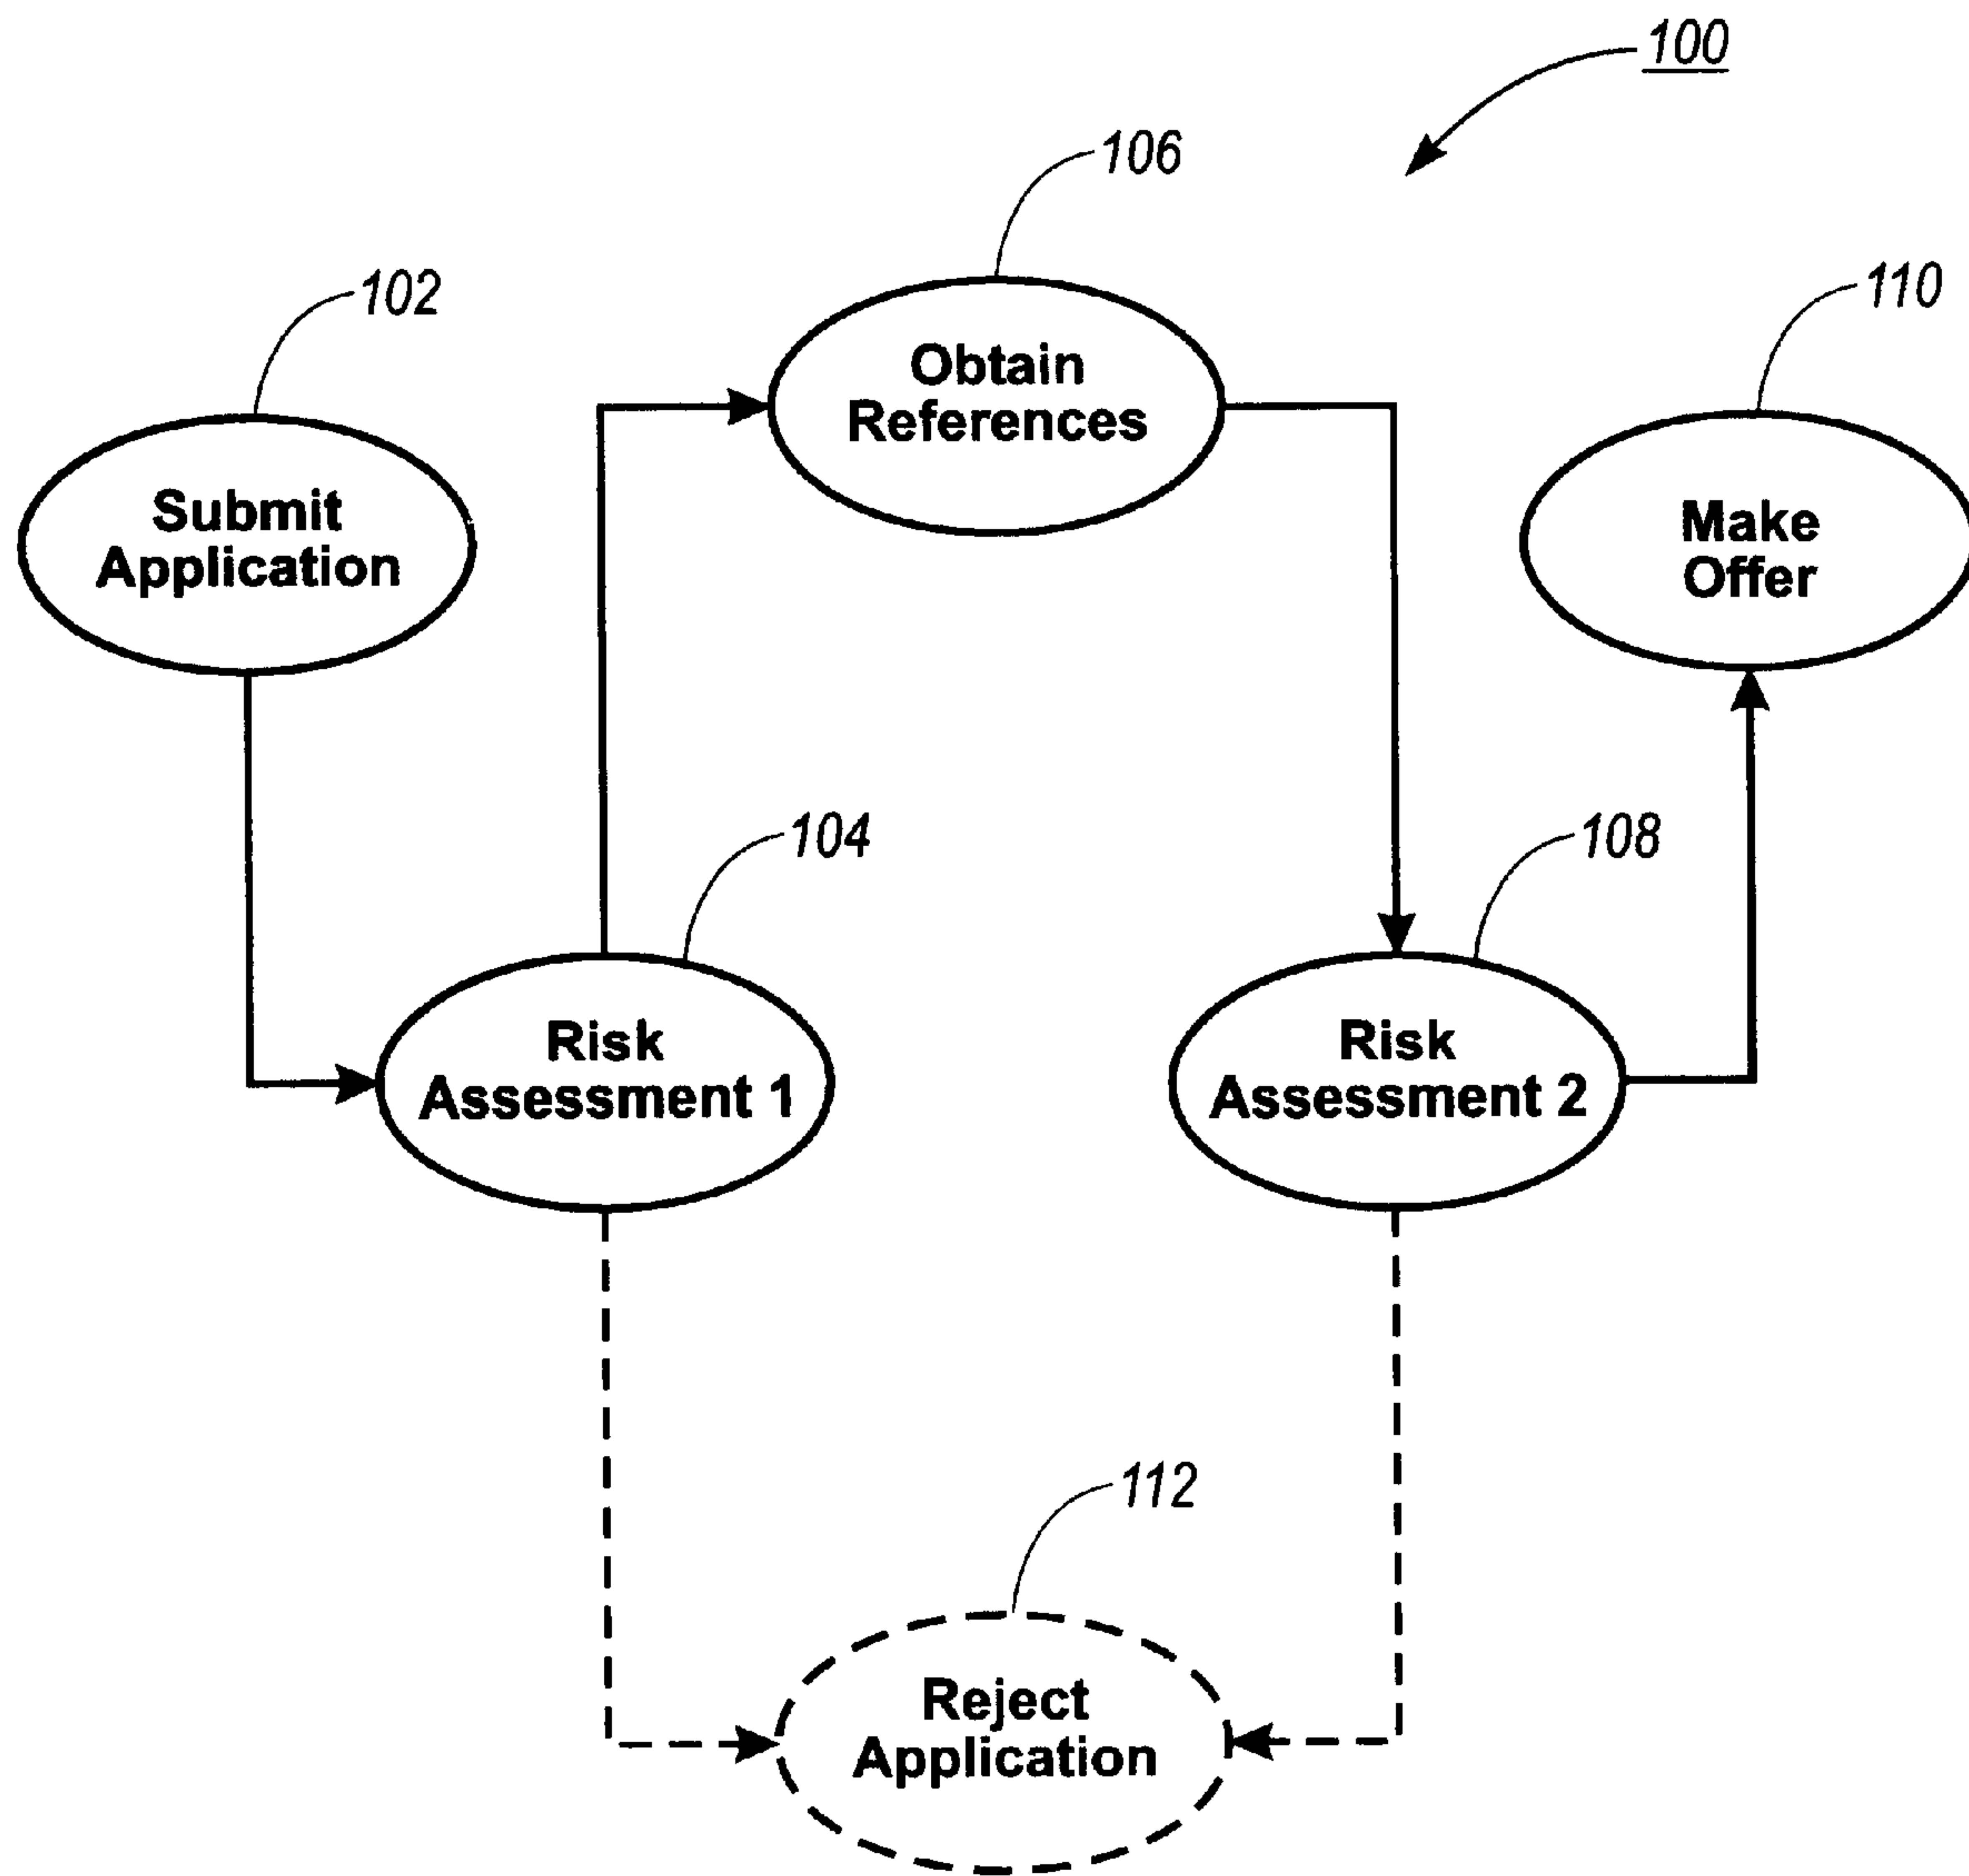 100
106
102
110
Obtain
References
Submit
Application
Make
Offer
104
108
Risk
Assessment 1
Risk
Assessment 2
112
Reject
Application